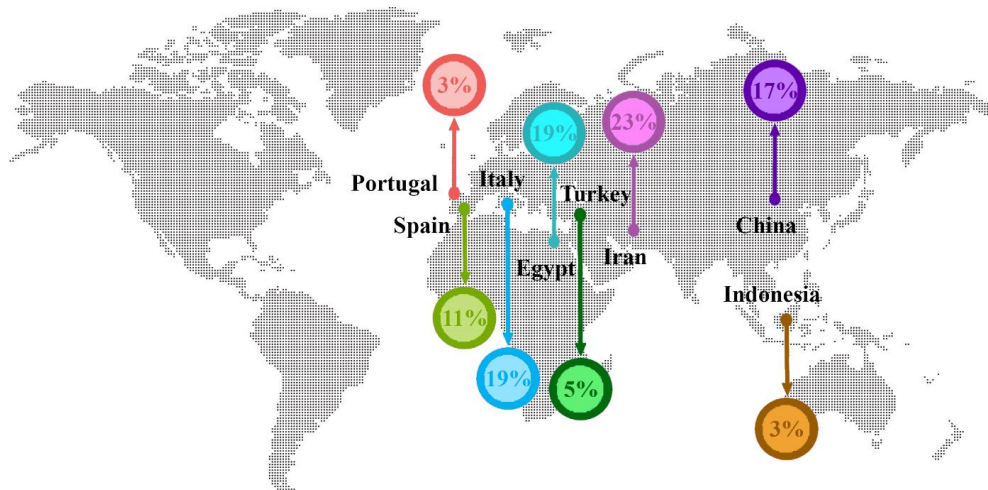 3%
17%
19%
23%
Portugal
Italy
Turkey
Spain
China
Egypt
Iran
Indonesia
11%
19%
5%
3%